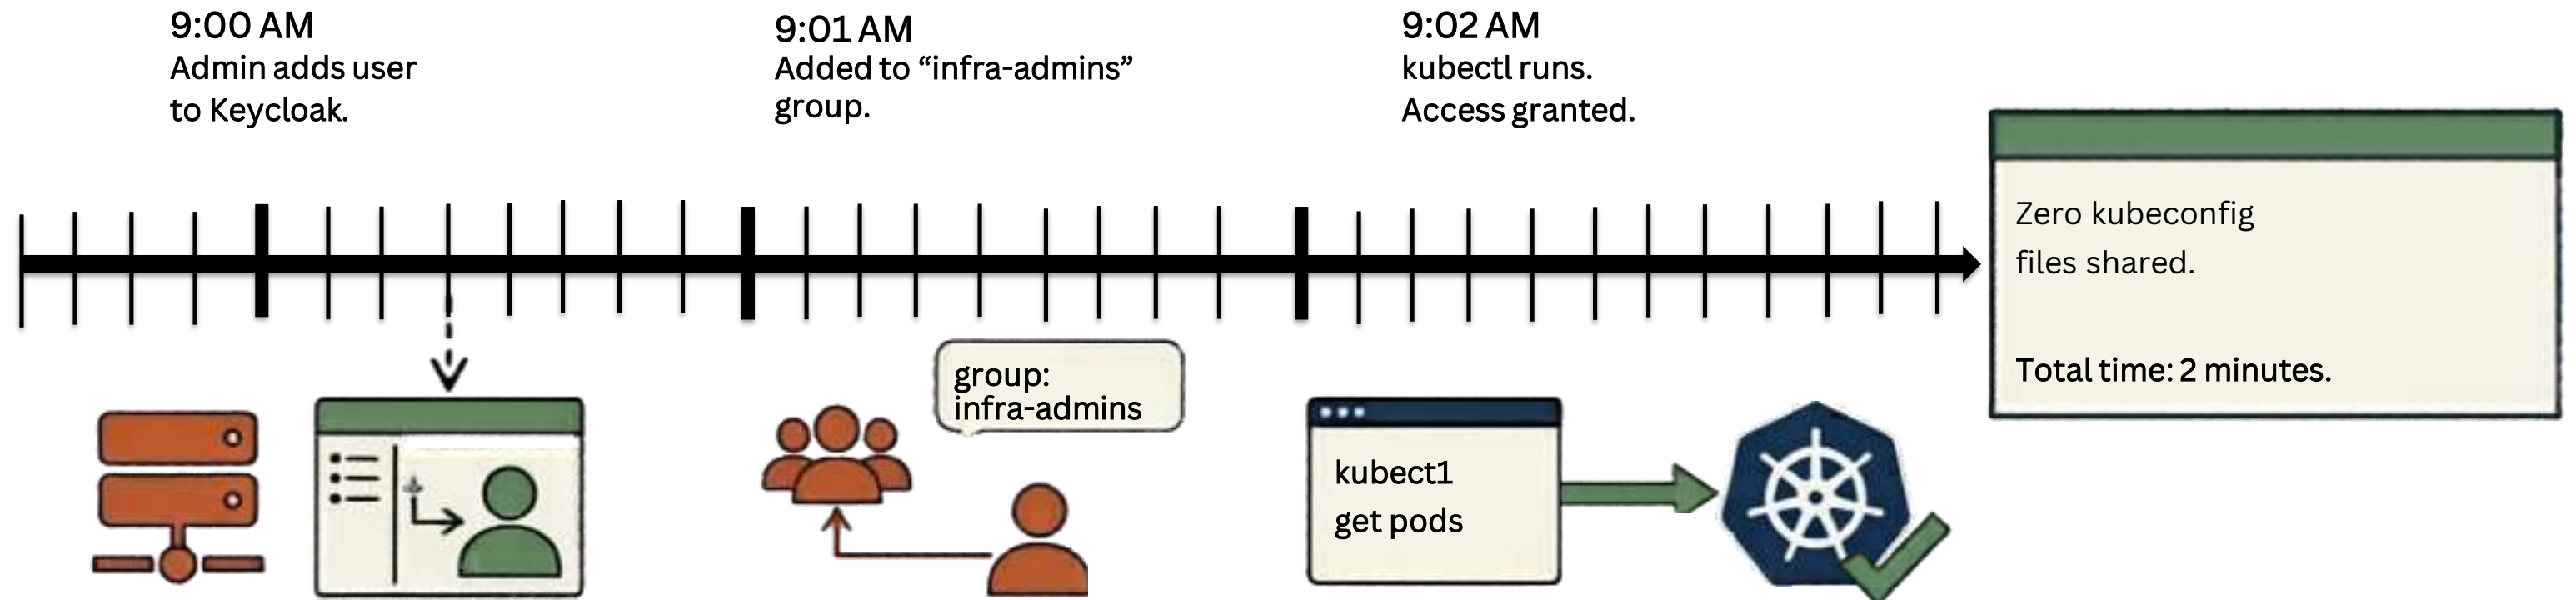 9:00 AM
Admin adds user
to Keycloak.
9:01 AM
Added to “infra-admins”
group.
9:02 AM
kubectl runs.
Access granted.
Zero kubeconfig
files shared.
Total time: 2 minutes.
group:
infra-admins
kubect1
get pods